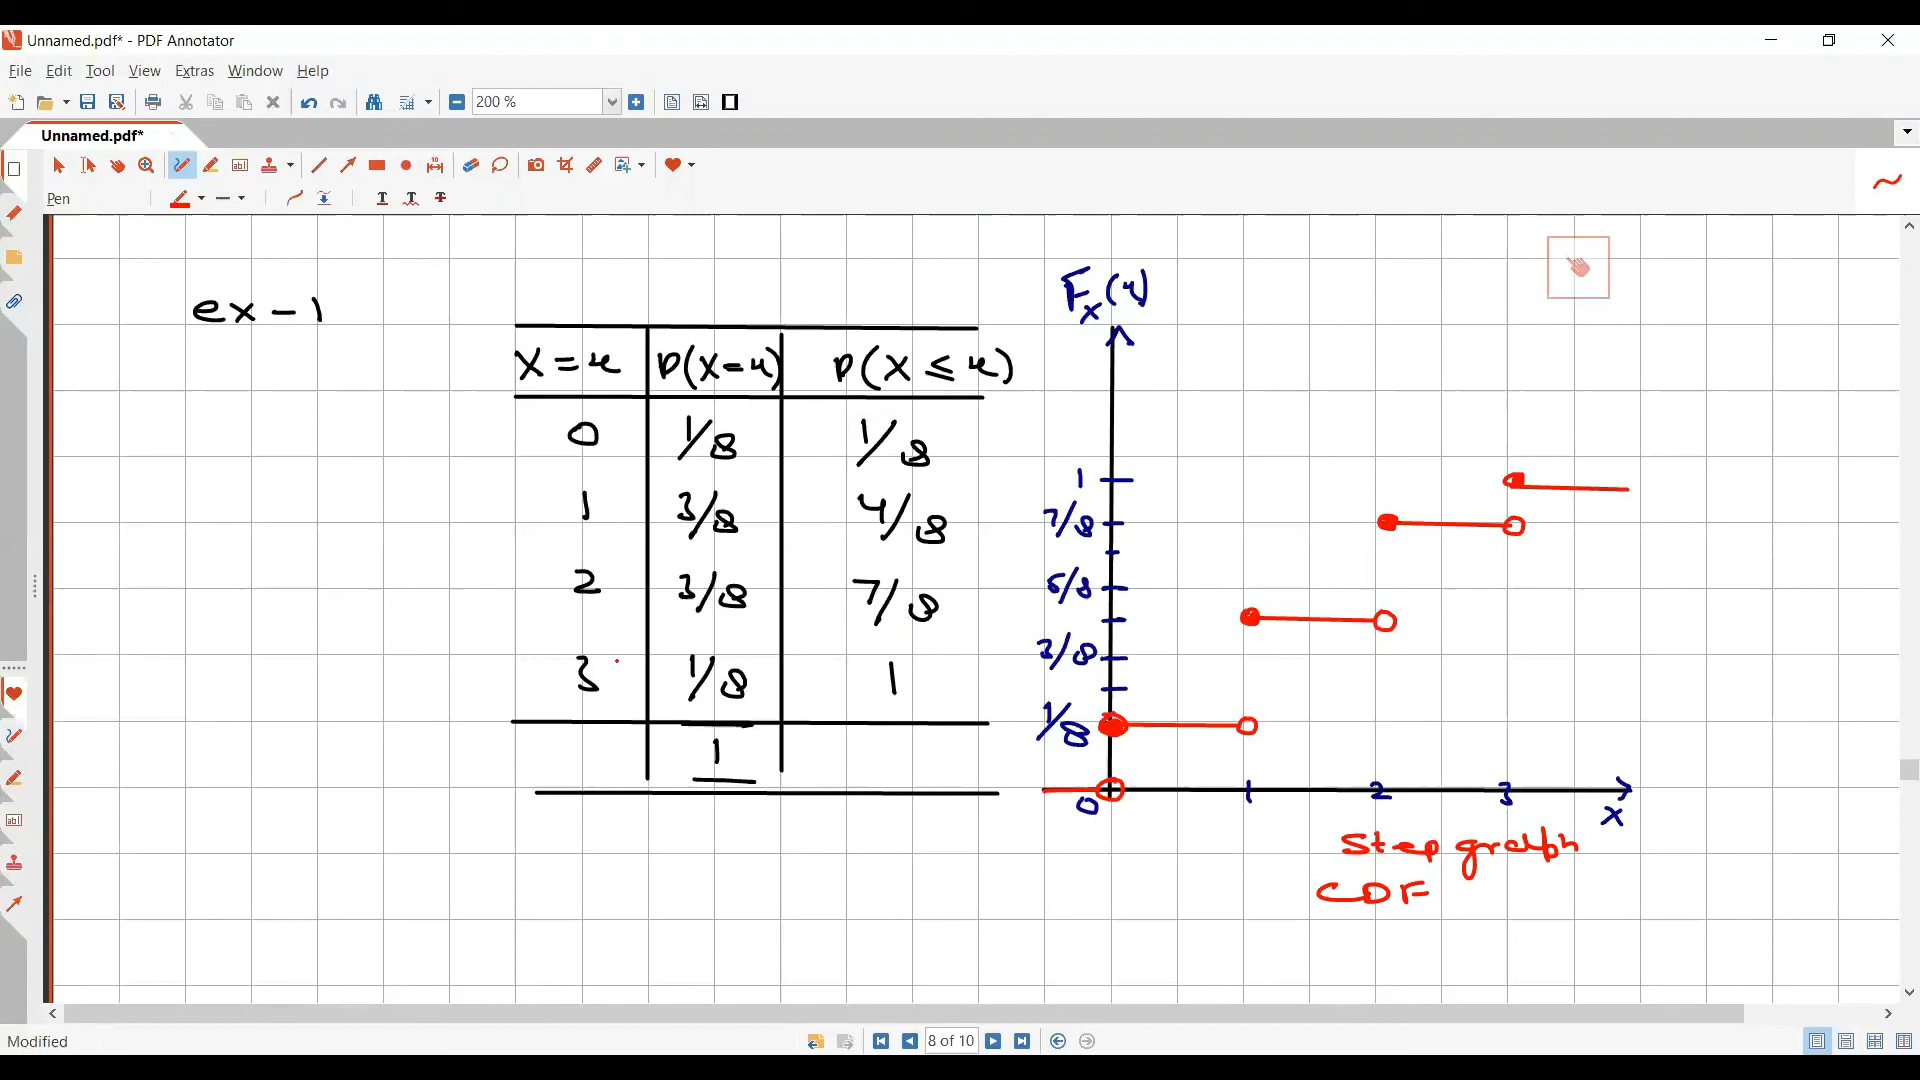 Unnamed.pdf* - PDF Annotator
File Edit Tool View Extras Window Help
200 %
Unnamed.pdf*
Pen
ex - 1
X = x P(X=x) P(X ≤ x)
0 1/8 1/8
1 3/8 4/8
2 3/8 7/8
3 1/8 1
1
Fx(x)
1
7/8
5/8
3/8
1/8
0 1 2 3
X
Step graph
CDF
Modified
8 of 10